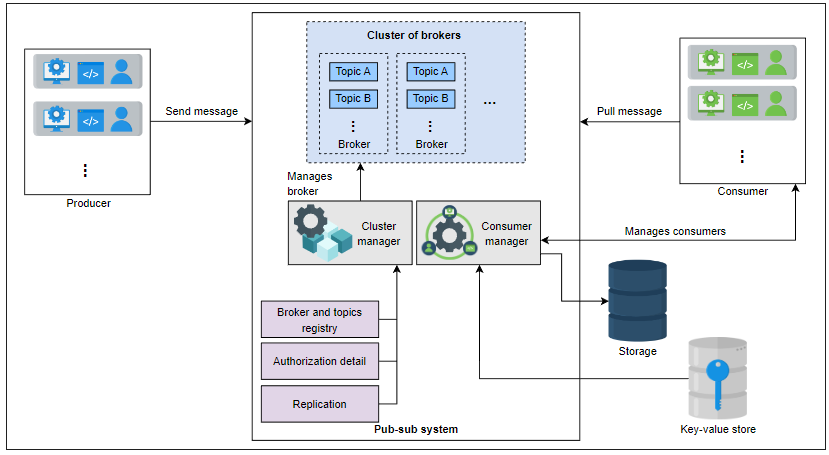 Cluster of brokers
Topic A
Topic B
Broker
Topic A
Topic B
Broker
...
</>
</>
Producer
Send message
Pull message
</>
</>
Consumer
Manages
broker
Cluster
manager
Consumer
manager
Manages consumers
Broker and topics
registry
Authorization detail
Replication
Pub-sub system
Storage
Key-value store